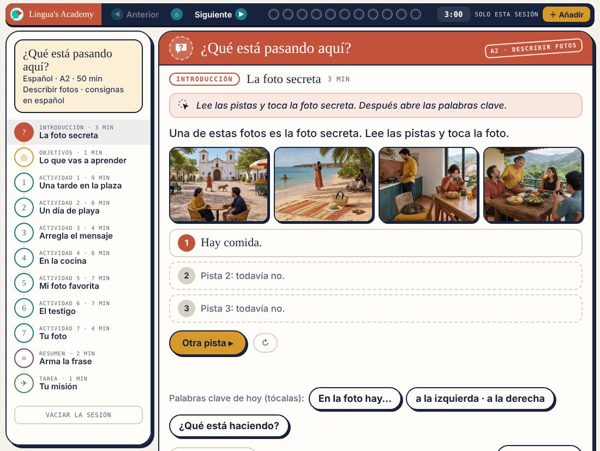 Lingua's Academy
Anterior
Siguiente
3:00
SOLO ESTA SESIÓN
+ Añadir
¿Qué está pasando
aquí?
Español · A2 · 50 min
Describir fotos · consignas
en español
?
INTRODUCCIÓN · 3 MIN
La foto secreta
OBJETIVOS · 2 MIN
Lo que vas a aprender
1
ACTIVIDAD 1 · 9 MIN
Una tarde en la plaza
2
ACTIVIDAD 2 · 6 MIN
Un día de playa
3
ACTIVIDAD 3 · 4 MIN
Arregla el mensaje
4
ACTIVIDAD 4 · 6 MIN
En la cocina
5
ACTIVIDAD 5 · 7 MIN
Mi foto favorita
6
ACTIVIDAD 6 · 7 MIN
El testigo
7
ACTIVIDAD 7 · 4 MIN
Tu foto
RESUMEN · 2 MIN
Arma la frase
TAREA · 1 MIN
Tu misión
VACIAR LA SESIÓN
¿Qué está pasando aquí?
A2 · DESCRIBIR FOTOS
INTRODUCCIÓN La foto secreta 3 MIN
Lee las pistas y toca la foto secreta. Después abre las palabras clave.
Una de estas fotos es la foto secreta. Lee las pistas y toca la foto.
1 Hay comida.
2 Pista 2: todavía no.
3 Pista 3: todavía no.
Otra pista ▸
Palabras clave de hoy (tócalas): En la foto hay... a la izquierda · a la derecha
¿Qué está haciendo?